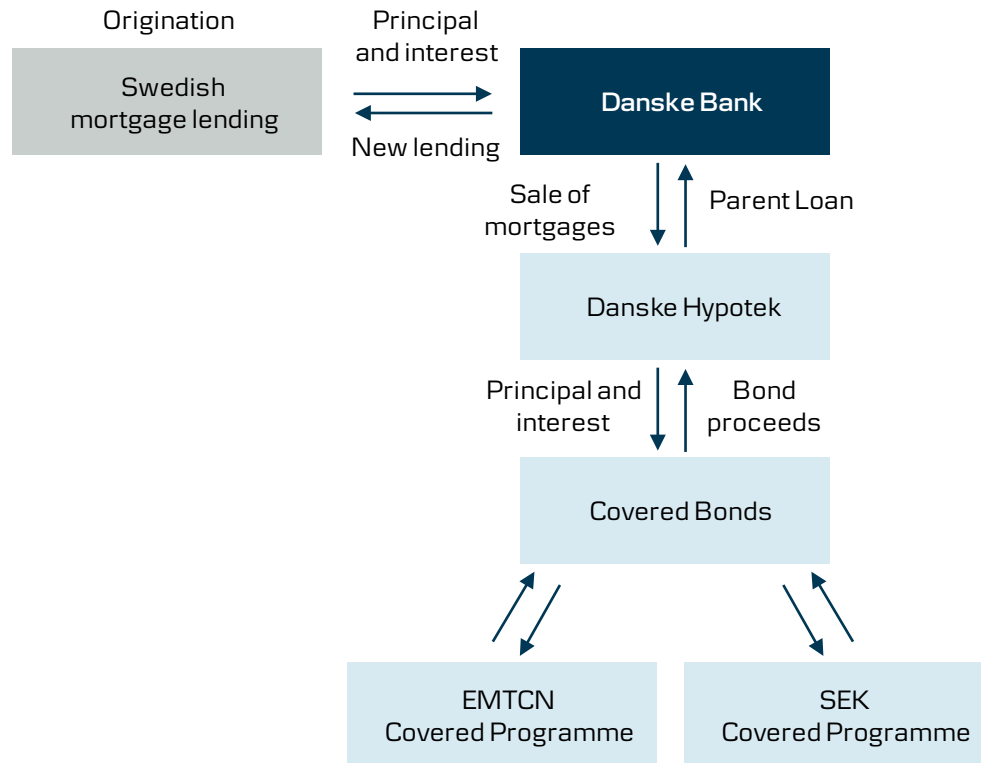 Origination
Principal
and interest
Swedish
mortgage lending
Danske Bank
New lending
Sale of
mortgages
Parent Loan
Danske Hypotek
Principal and
interest
Bond
proceeds
Covered Bonds
EMTCN
Covered Programme
SEK
Covered Programme